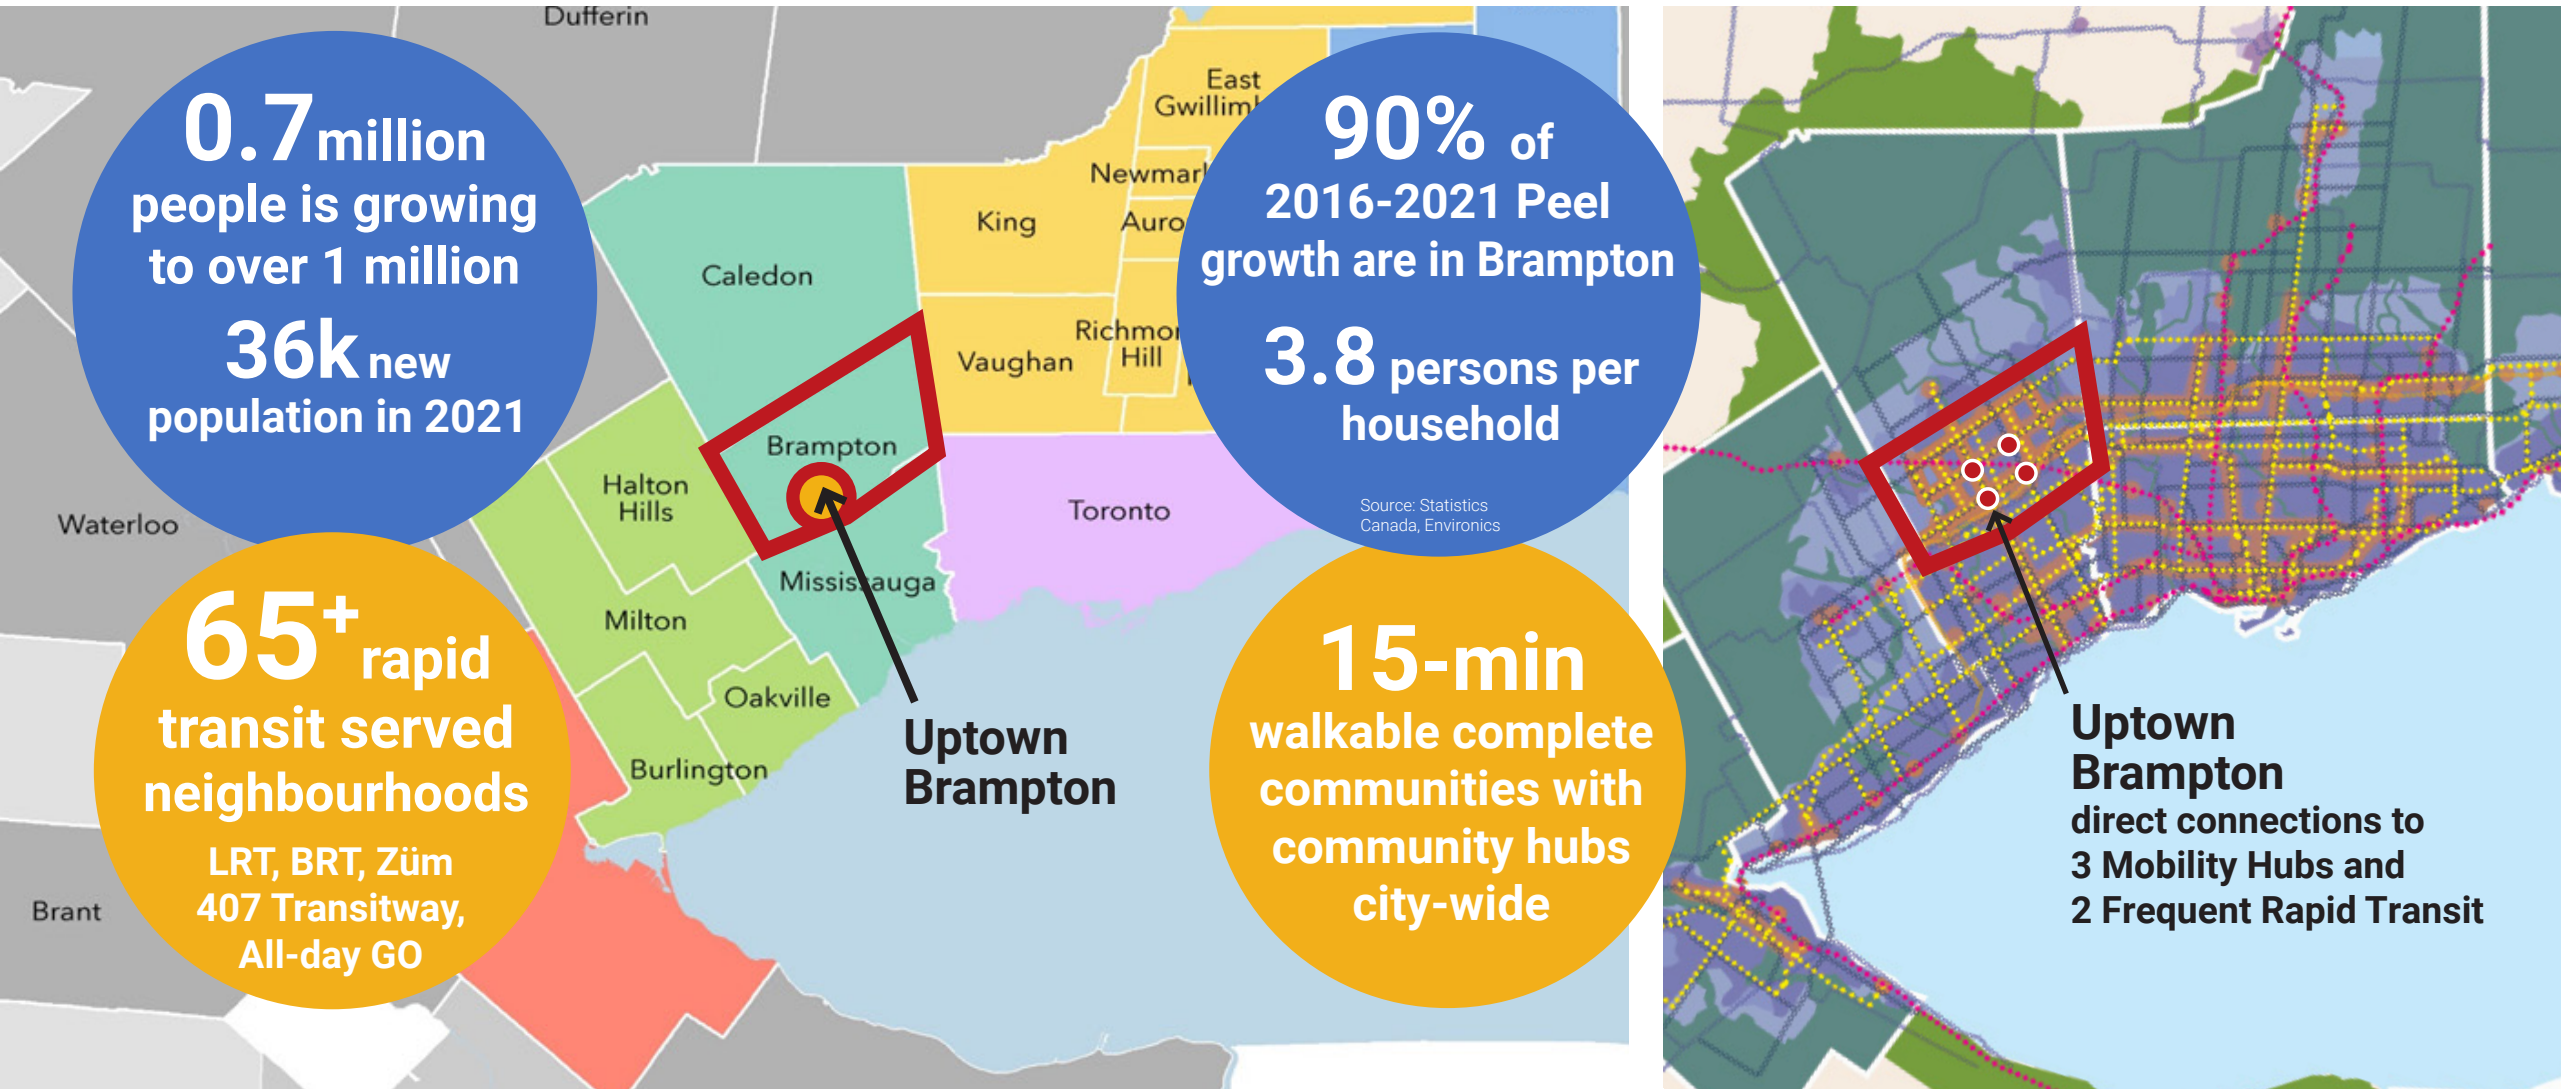 Dufferin
0.7 million
people is growing
to over 1 million
36k new
population in 2021
65+ rapid
transit served
neighbourhoods
LRT, BRT, Züm
407 Transitway,
All-day GO
Waterloo
Brant
Caledon
Brampton
Halton
Hills
Milton
Mississauga
Oakville
Burlington
King
Vaughan
East
Gwillim
Newmar
Auro
Richmo
Hill
Toronto
Uptown
Brampton
90% of
2016-2021 Peel
growth are in Brampton
3.8 persons per
household
Source: Statistics
Canada, Environics
15-min
walkable complete
communities with
community hubs
city-wide
Uptown
Brampton
direct connections to
3 Mobility Hubs and
2 Frequent Rapid Transit